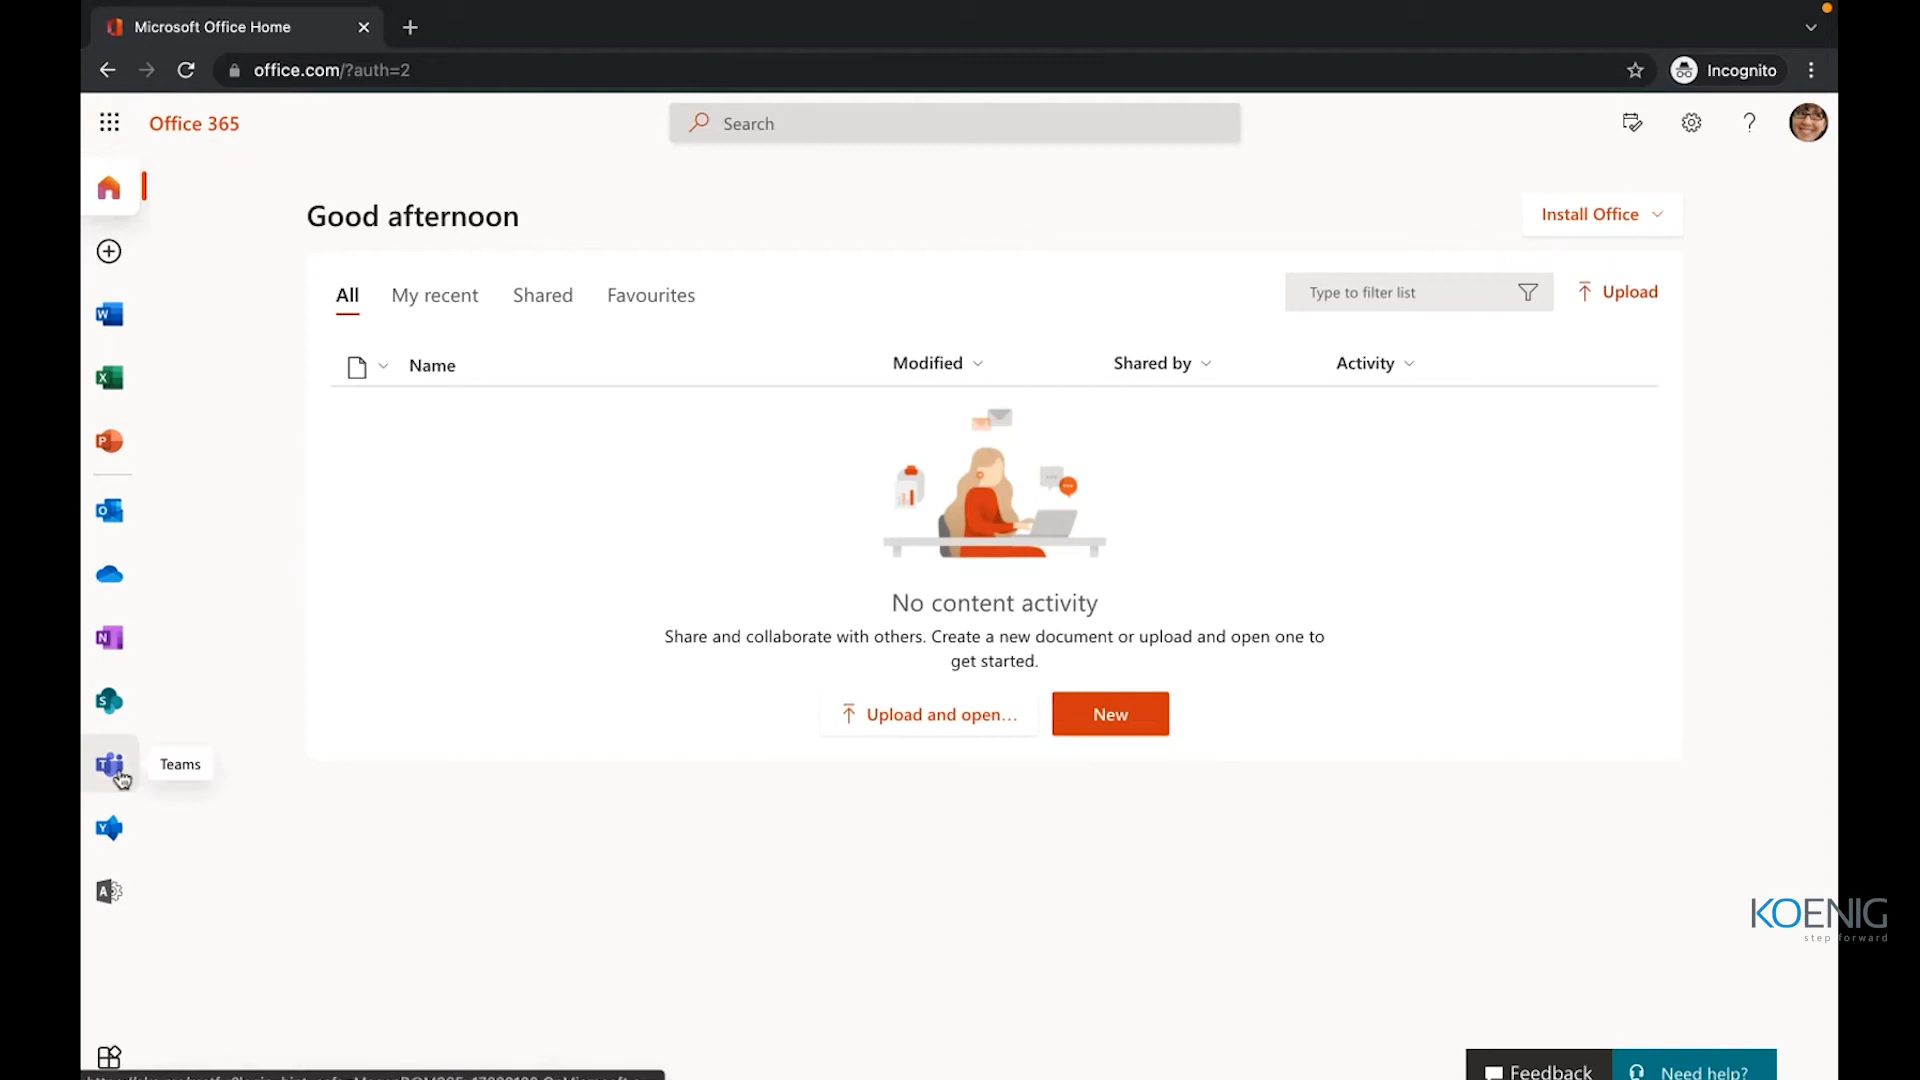 Microsoft Office Home
office.com/?auth=2
Incognito
Office 365
Search
Good afternoon
Install Office
All
My recent
Shared
Favourites
Type to filter list
Upload
Name
Modified
Shared by
Activity
No content activity
Share and collaborate with others. Create a new document or upload and open one to
get started.
Upload and open...
New
Teams
KOENIG
step forward
Feedback
Need help?